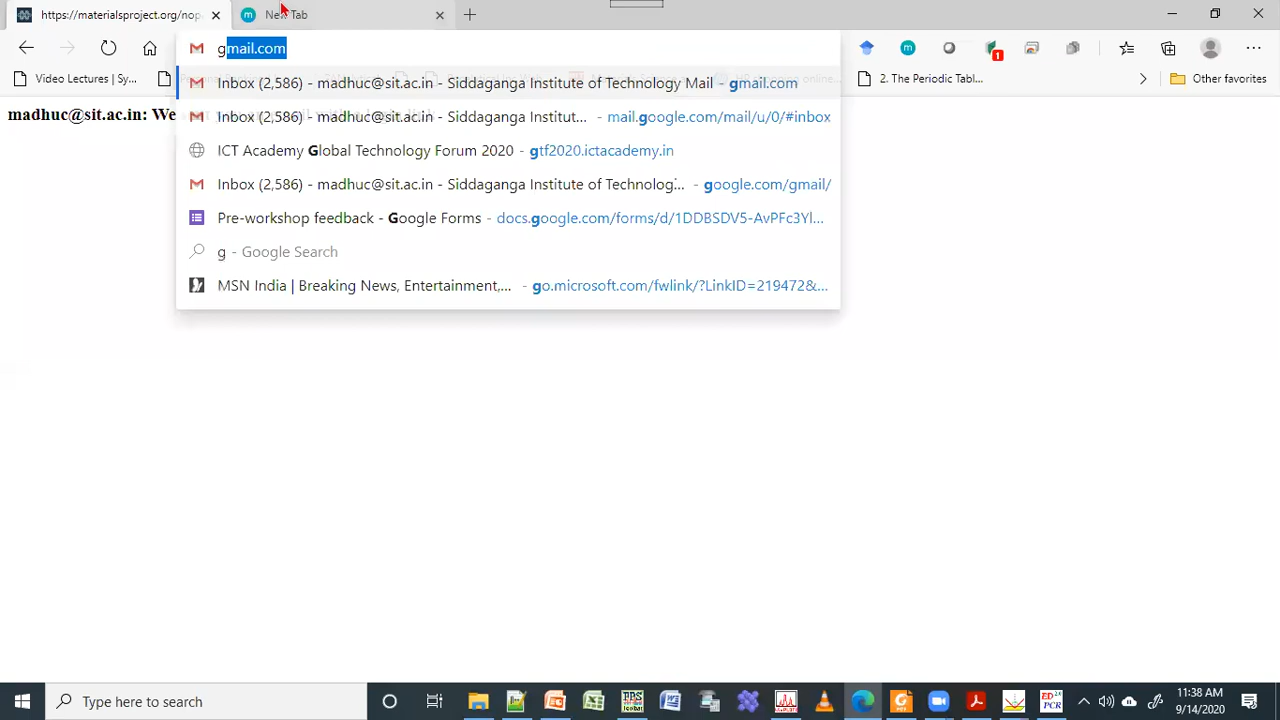 https://materialsproject.org/nop
New Tab
gmail.com
1
Video Lectures | Sy...
2. The Periodic Tabl...
Other favorites
madhuc@sit.ac.in: We
Inbox (2,586) - madhuc@sit.ac.in - Siddaganga Institute of Technology Mail - gmail.com
Inbox (2,586) - madhuc@sit.ac.in - Siddaganga Institut... - mail.google.com/mail/u/0/#inbox
ICT Academy Global Technology Forum 2020 - gtf2020.ictacademy.in
Inbox (2,586) - madhuc@sit.ac.in - Siddaganga Institute of Technolog... - google.com/gmail/
Pre-workshop feedback - Google Forms - docs.google.com/forms/d/1DDBSDV5-AvPFc3Yl...
g - Google Search
MSN India | Breaking News, Entertainment,... - go.microsoft.com/fwlink/?LinkID=219472&...
Type here to search
11:38 AM
9/14/2020